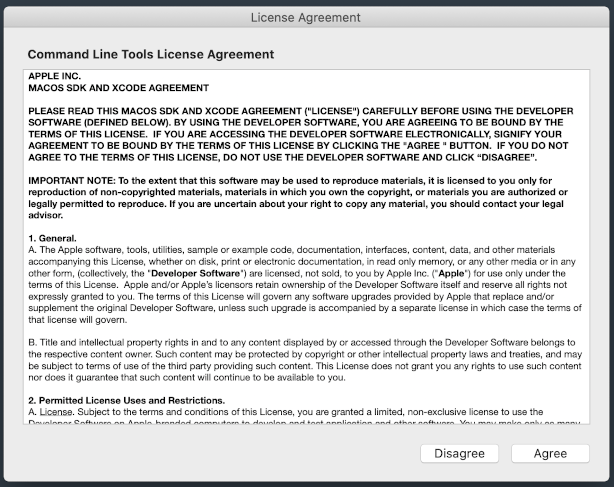 License Agreement
Command Line Tools License Agreement
APPLE INC.
MACOS SDK AND XCODE AGREEMENT
PLEASE READ THIS MACOS SDK AND XCODE AGREEMENT ("LICENSE") CAREFULLY BEFORE USING THE DEVELOPER
SOFTWARE (DEFINED BELOW). BY USING THE DEVELOPER SOFTWARE, YOU ARE AGREEING TO BE BOUND BY THE
TERMS OF THIS LICENSE. IF YOU ARE ACCESSING THE DEVELOPER SOFTWARE ELECTRONICALLY, SIGNIFY YOUR
AGREEMENT TO BE BOUND BY THE TERMS OF THIS LICENSE BY CLICKING THE "AGREE " BUTTON. IF YOU DO NOT
AGREE TO THE TERMS OF THIS LICENSE, DO NOT USE THE DEVELOPER SOFTWARE AND CLICK “DISAGREE”.
IMPORTANT NOTE: To the extent that this software may be used to reproduce materials, it is licensed to you only for
reproduction of non-copyrighted materials, materials in which you own the copyright, or materials you are authorized or
legally permitted to reproduce. If you are uncertain about your right to copy any material, you should contact your legal
advisor.
1. General.
A. The Apple software, tools, utilities, sample or example code, documentation, interfaces, content, data, and other materials
accompanying this License, whether on disk, print or electronic documentation, in read only memory, or any other media or in any
other form, (collectively, the "Developer Software") are licensed, not sold, to you by Apple Inc. ("Apple") for use only under the
terms of this License. Apple and/or Apple's licensors retain ownership of the Developer Software itself and reserve all rights not
expressly granted to you. The terms of this License will govern any software upgrades provided by Apple that replace and/or
supplement the original Developer Software, unless such upgrade is accompanied by a separate license in which case the terms of
that license will govern.
B. Title and intellectual property rights in and to any content displayed by or accessed through the Developer Software belongs to
the respective content owner. Such content may be protected by copyright or other intellectual property laws and treaties, and may
be subject to terms of use of the third party providing such content. This License does not grant you any rights to use such content
nor does it guarantee that such content will continue to be available to you.
2. Permitted License Uses and Restrictions.
A. License. Subject to the terms and conditions of this License, you are granted a limited, non-exclusive license to use the
Developer Software on Apple-branded computers to develop and test application and other software. You may make only as many
Disagree
Agree